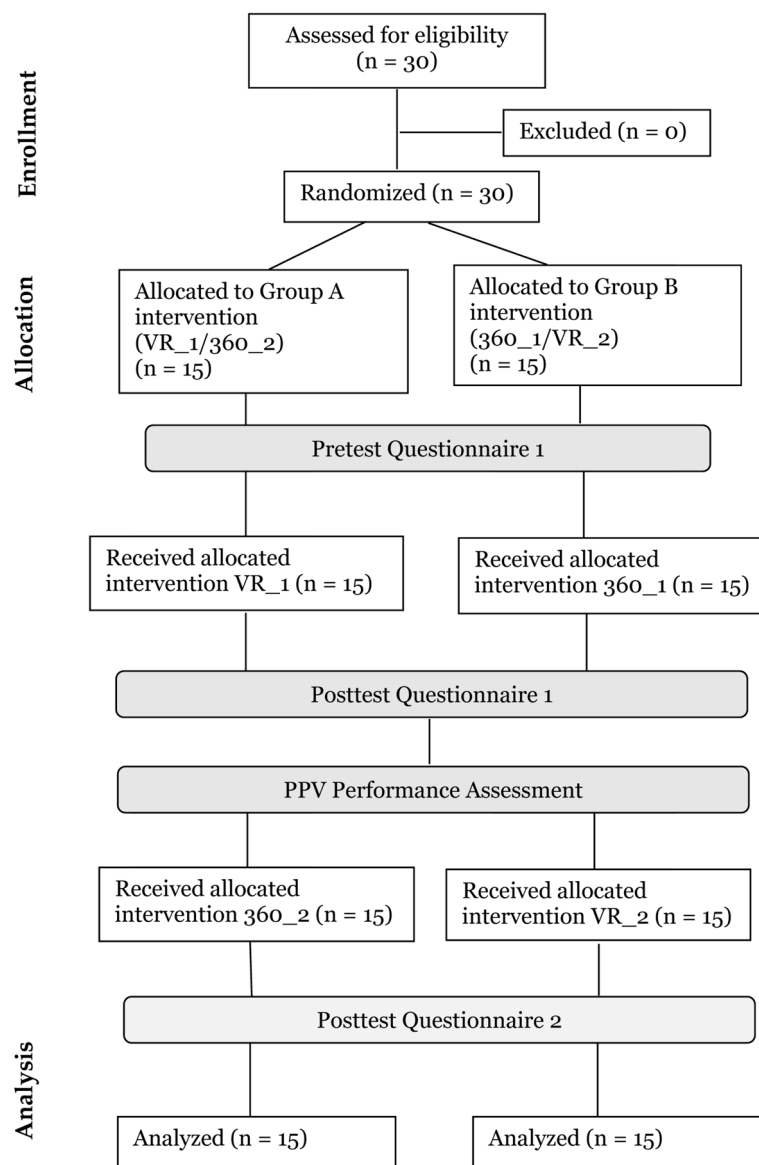 Enrollment
Assessed for eligibility
(n = 30)
Excluded (n = 0)
Randomized (n = 30)
Allocation
Allocated to Group A
intervention
(VR_1/360_2)
(n = 15)
Allocated to Group B
intervention
(360_1/VR_2)
(n = 15)
Pretest Questionnaire 1
Received allocated
intervention VR_1 (n = 15)
Received allocated
intervention 360_1 (n = 15)
Posttest Questionnaire 1
PPV Performance Assessment
Received allocated
intervention 360_2 (n = 15)
Received allocated
intervention VR_2 (n = 15)
Posttest Questionnaire 2
Analysis
Analyzed (n = 15)
Analyzed (n = 15)